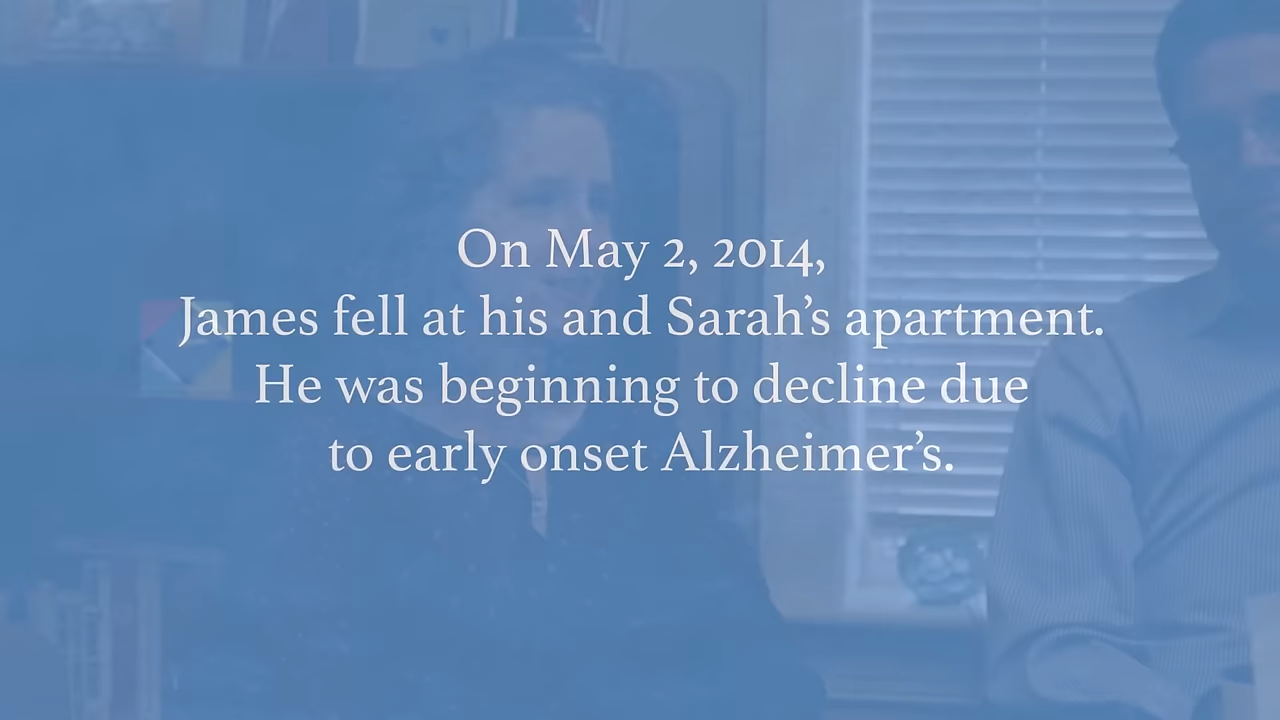 On May 2, 2014,
James fell at his and Sarah’s apartment.
He was beginning to decline due
to early onset Alzheimer’s.